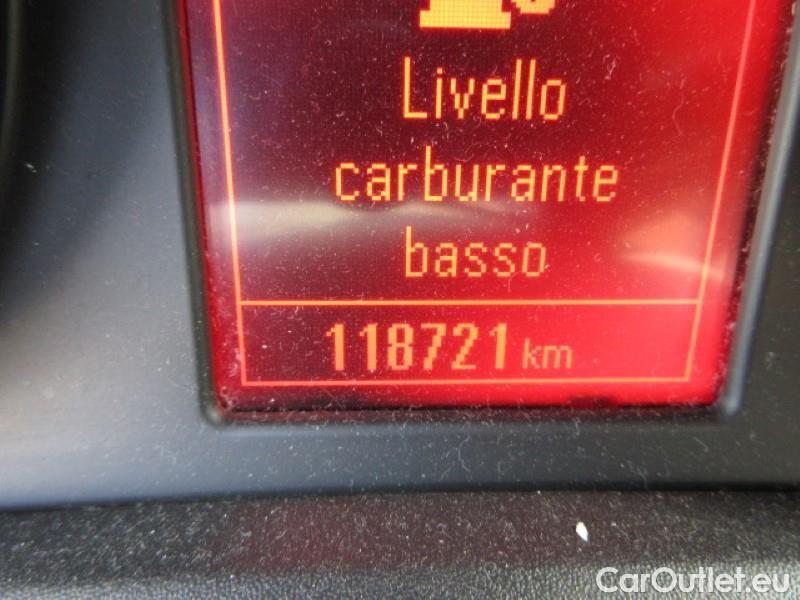 Livello
carburante
basso
118721 km
CarOutlet.eu